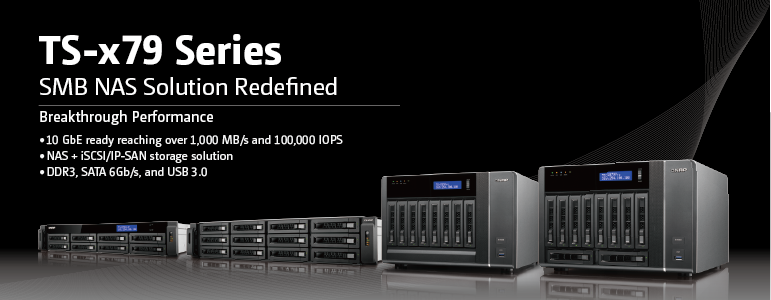 TS-x79 Series
SMB NAS Solution Redefined
Breakthrough Performance
• 10 GbE ready reaching over 1,000 MB/s and 100,000 IOPS
• NAS + iSCSI/IP-SAN storage solution
• DDR3, SATA 6Gb/s, and USB 3.0